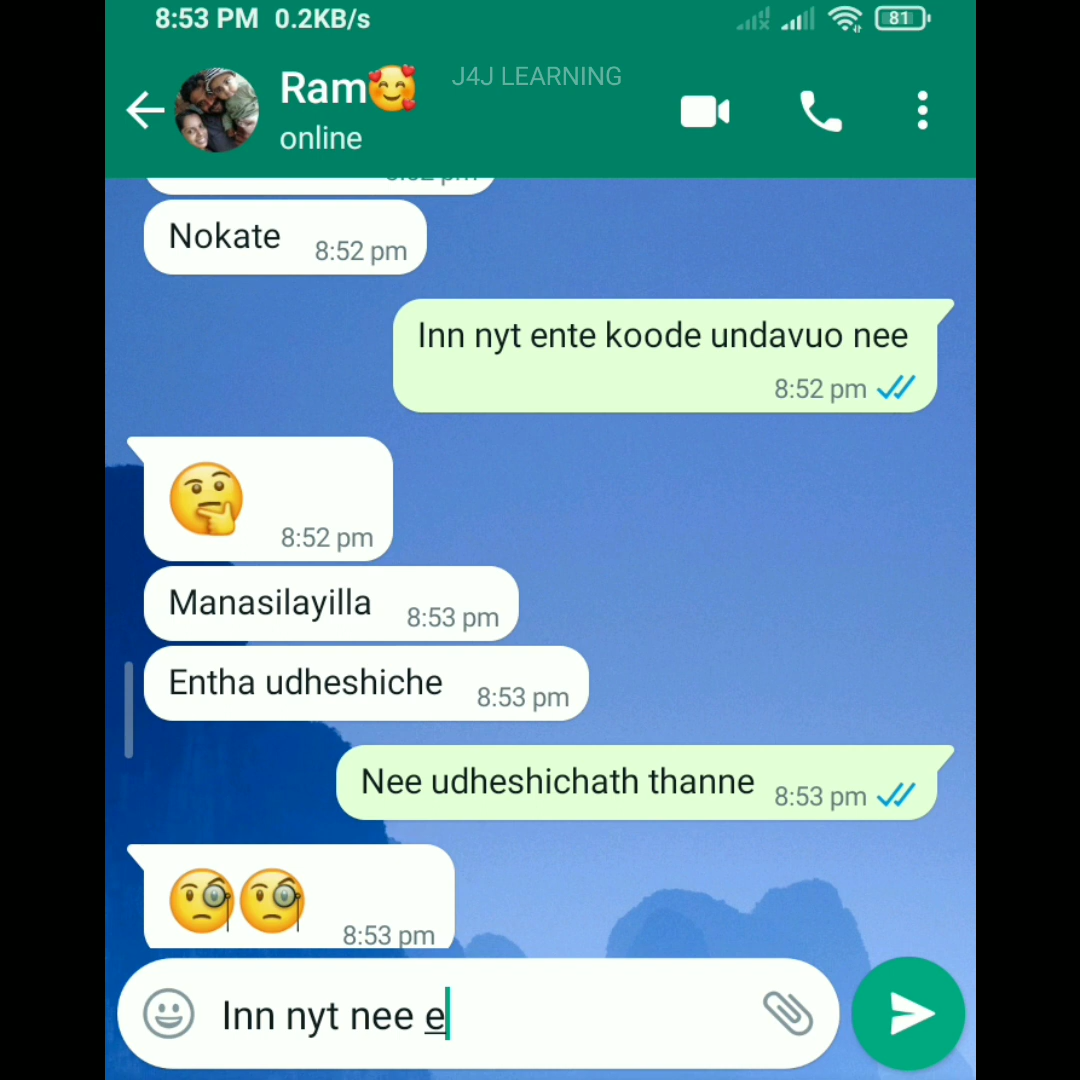 8:53 PM 0.2KB/s
81
Ram🥰
J4J LEARNING
online
Nokate
8:52 pm
Inn nyt ente koode undavuo nee
8:52 pm
🤔
8:52 pm
Manasilayilla
8:53 pm
Entha udheshiche
8:53 pm
Nee udheshichath thanne
8:53 pm
🧐🧐
8:53 pm
Inn nyt nee e